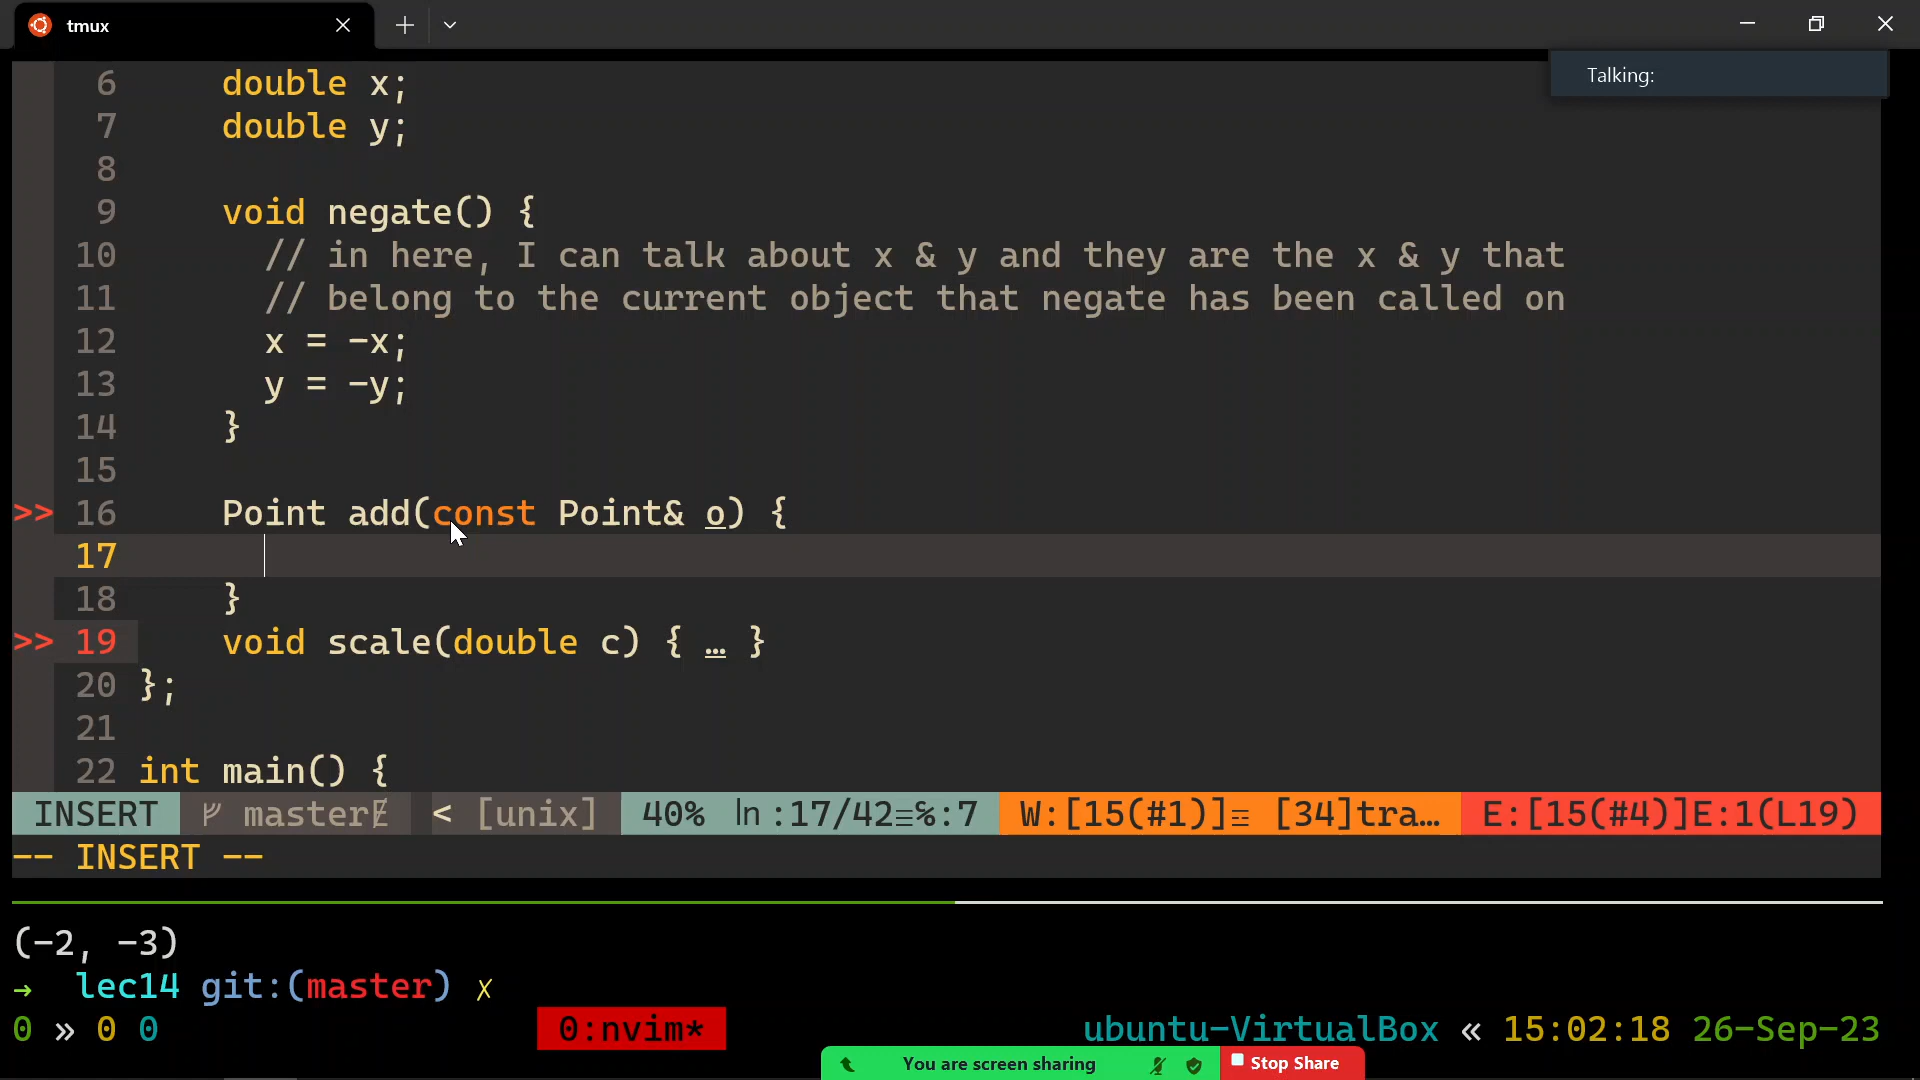 tmux
Talking:
6 double x;
7 double y;
8
9 void negate() {
10 // in here, I can talk about x & y and they are the x & y that
11 // belong to the current object that negate has been called on
12 x = -x;
13 y = -y;
14 }
15
>> 16 Point add(const Point& o) {
17
18 }
>> 19 void scale(double c) { … }
20 };
21
22 int main() {
INSERT master < [unix] 40% ln :17/42≡%:7 W:[15(#1)]☲ [34]tra… E:[15(#4)]E:1(L19)
-- INSERT --
(-2, -3)
→ lec14 git:(master) ✗
0 » 0 0 0:nvim* ubuntu-VirtualBox « 15:02:18 26-Sep-23
You are screen sharing Stop Share